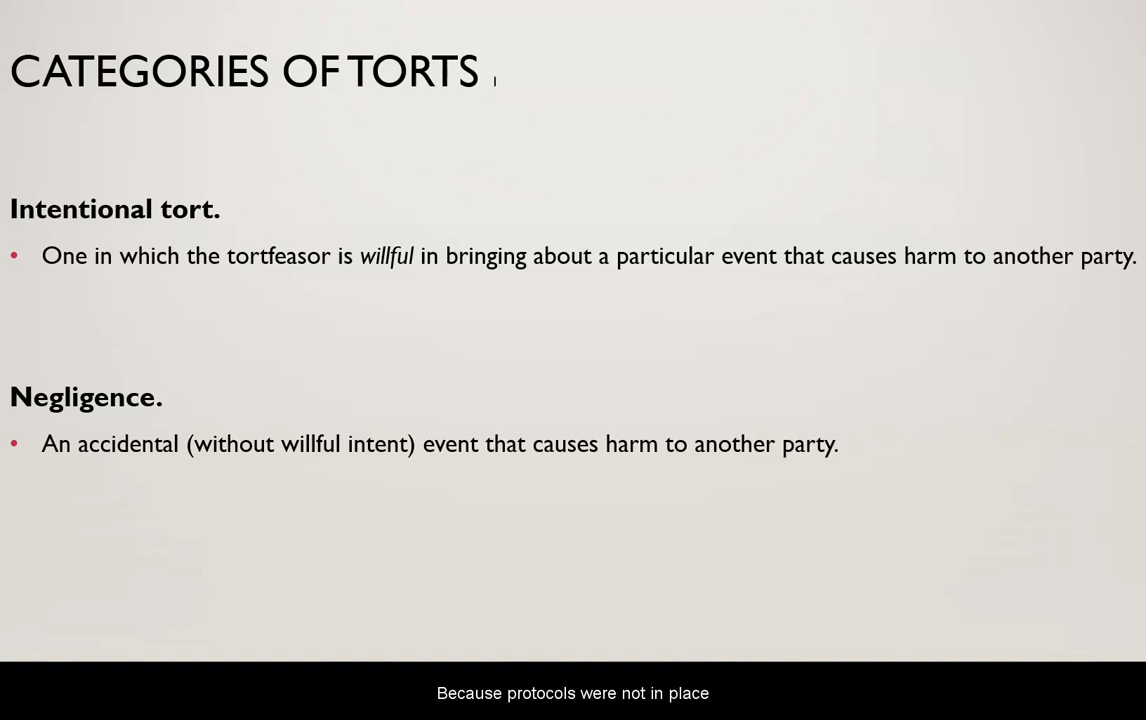 CATEGORIES OF TORTS
Intentional tort.
• One in which the tortfeasor is willful in bringing about a particular event that causes harm to another party.
Negligence.
• An accidental (without willful intent) event that causes harm to another party.
Because protocols were not in place